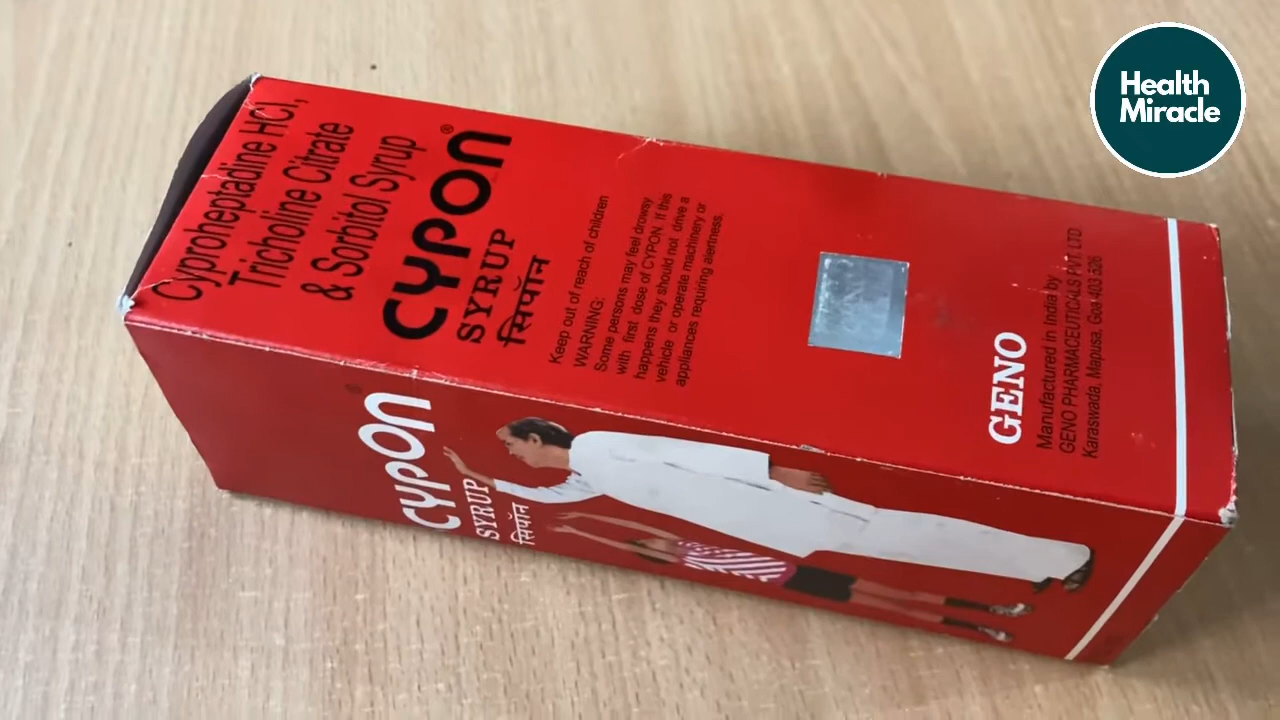 Health
Miracle
Cyproheptadine HCl,
Tricholine Citrate
& Sorbitol Syrup
CYPON®
SYRUP
सिपॉन
Keep out of reach of children
WARNING:
Some persons may feel drowsy
with first dose of CYPON. If this
happens they should not drive a
vehicle or operate machinery or
appliances requiring alertness.
GENO
Manufactured in India by
GENO PHARMACEUTICALS PVT. LTD.
Karaswada, Mapusa, Goa 403 526
CYPON®
SYRUP
सिपॉन